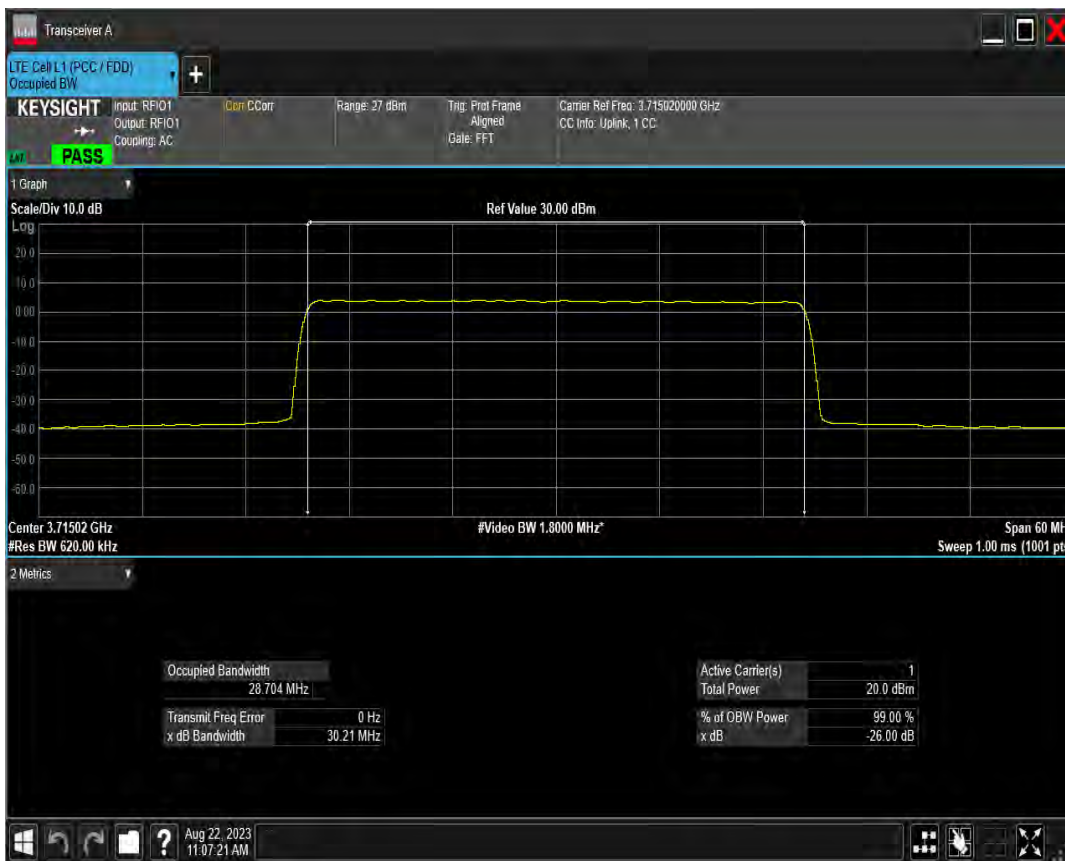 Transceiver A
LTE Cell L1 (PCC / FDD)
Occupied BW
KEYSIGHT
PASS
Input: RFIO1
Output: RFIO1
Coupling: AC
Corr CCorr
Range: 27 dBm
Trig: Prot Frame
Aligned
Gate: FFT
Carrier Ref Freq: 3.715020000 GHz
CC Info: Uplink, 1 CC
1 Graph
Scale/Div 10.0 dB
Ref Value 30.00 dBm
Log
20.0
10.0
0.00
-10.0
-20.0
-30.0
-40.0
-50.0
-60.0
Center 3.71502 GHz
#Video BW 1.8000 MHz*
Span 60 MH
#Res BW 620.00 kHz
Sweep 1.00 ms (1001 pt
2 Metrics
Occupied Bandwidth
28.704 MHz
Transmit Freq Error 0 Hz
x dB Bandwidth 30.21 MHz
Active Carrier(s) 1
Total Power 20.0 dBm
% of OBW Power 99.00 %
x dB -26.00 dB
?
Aug 22, 2023
11:07:21 AM